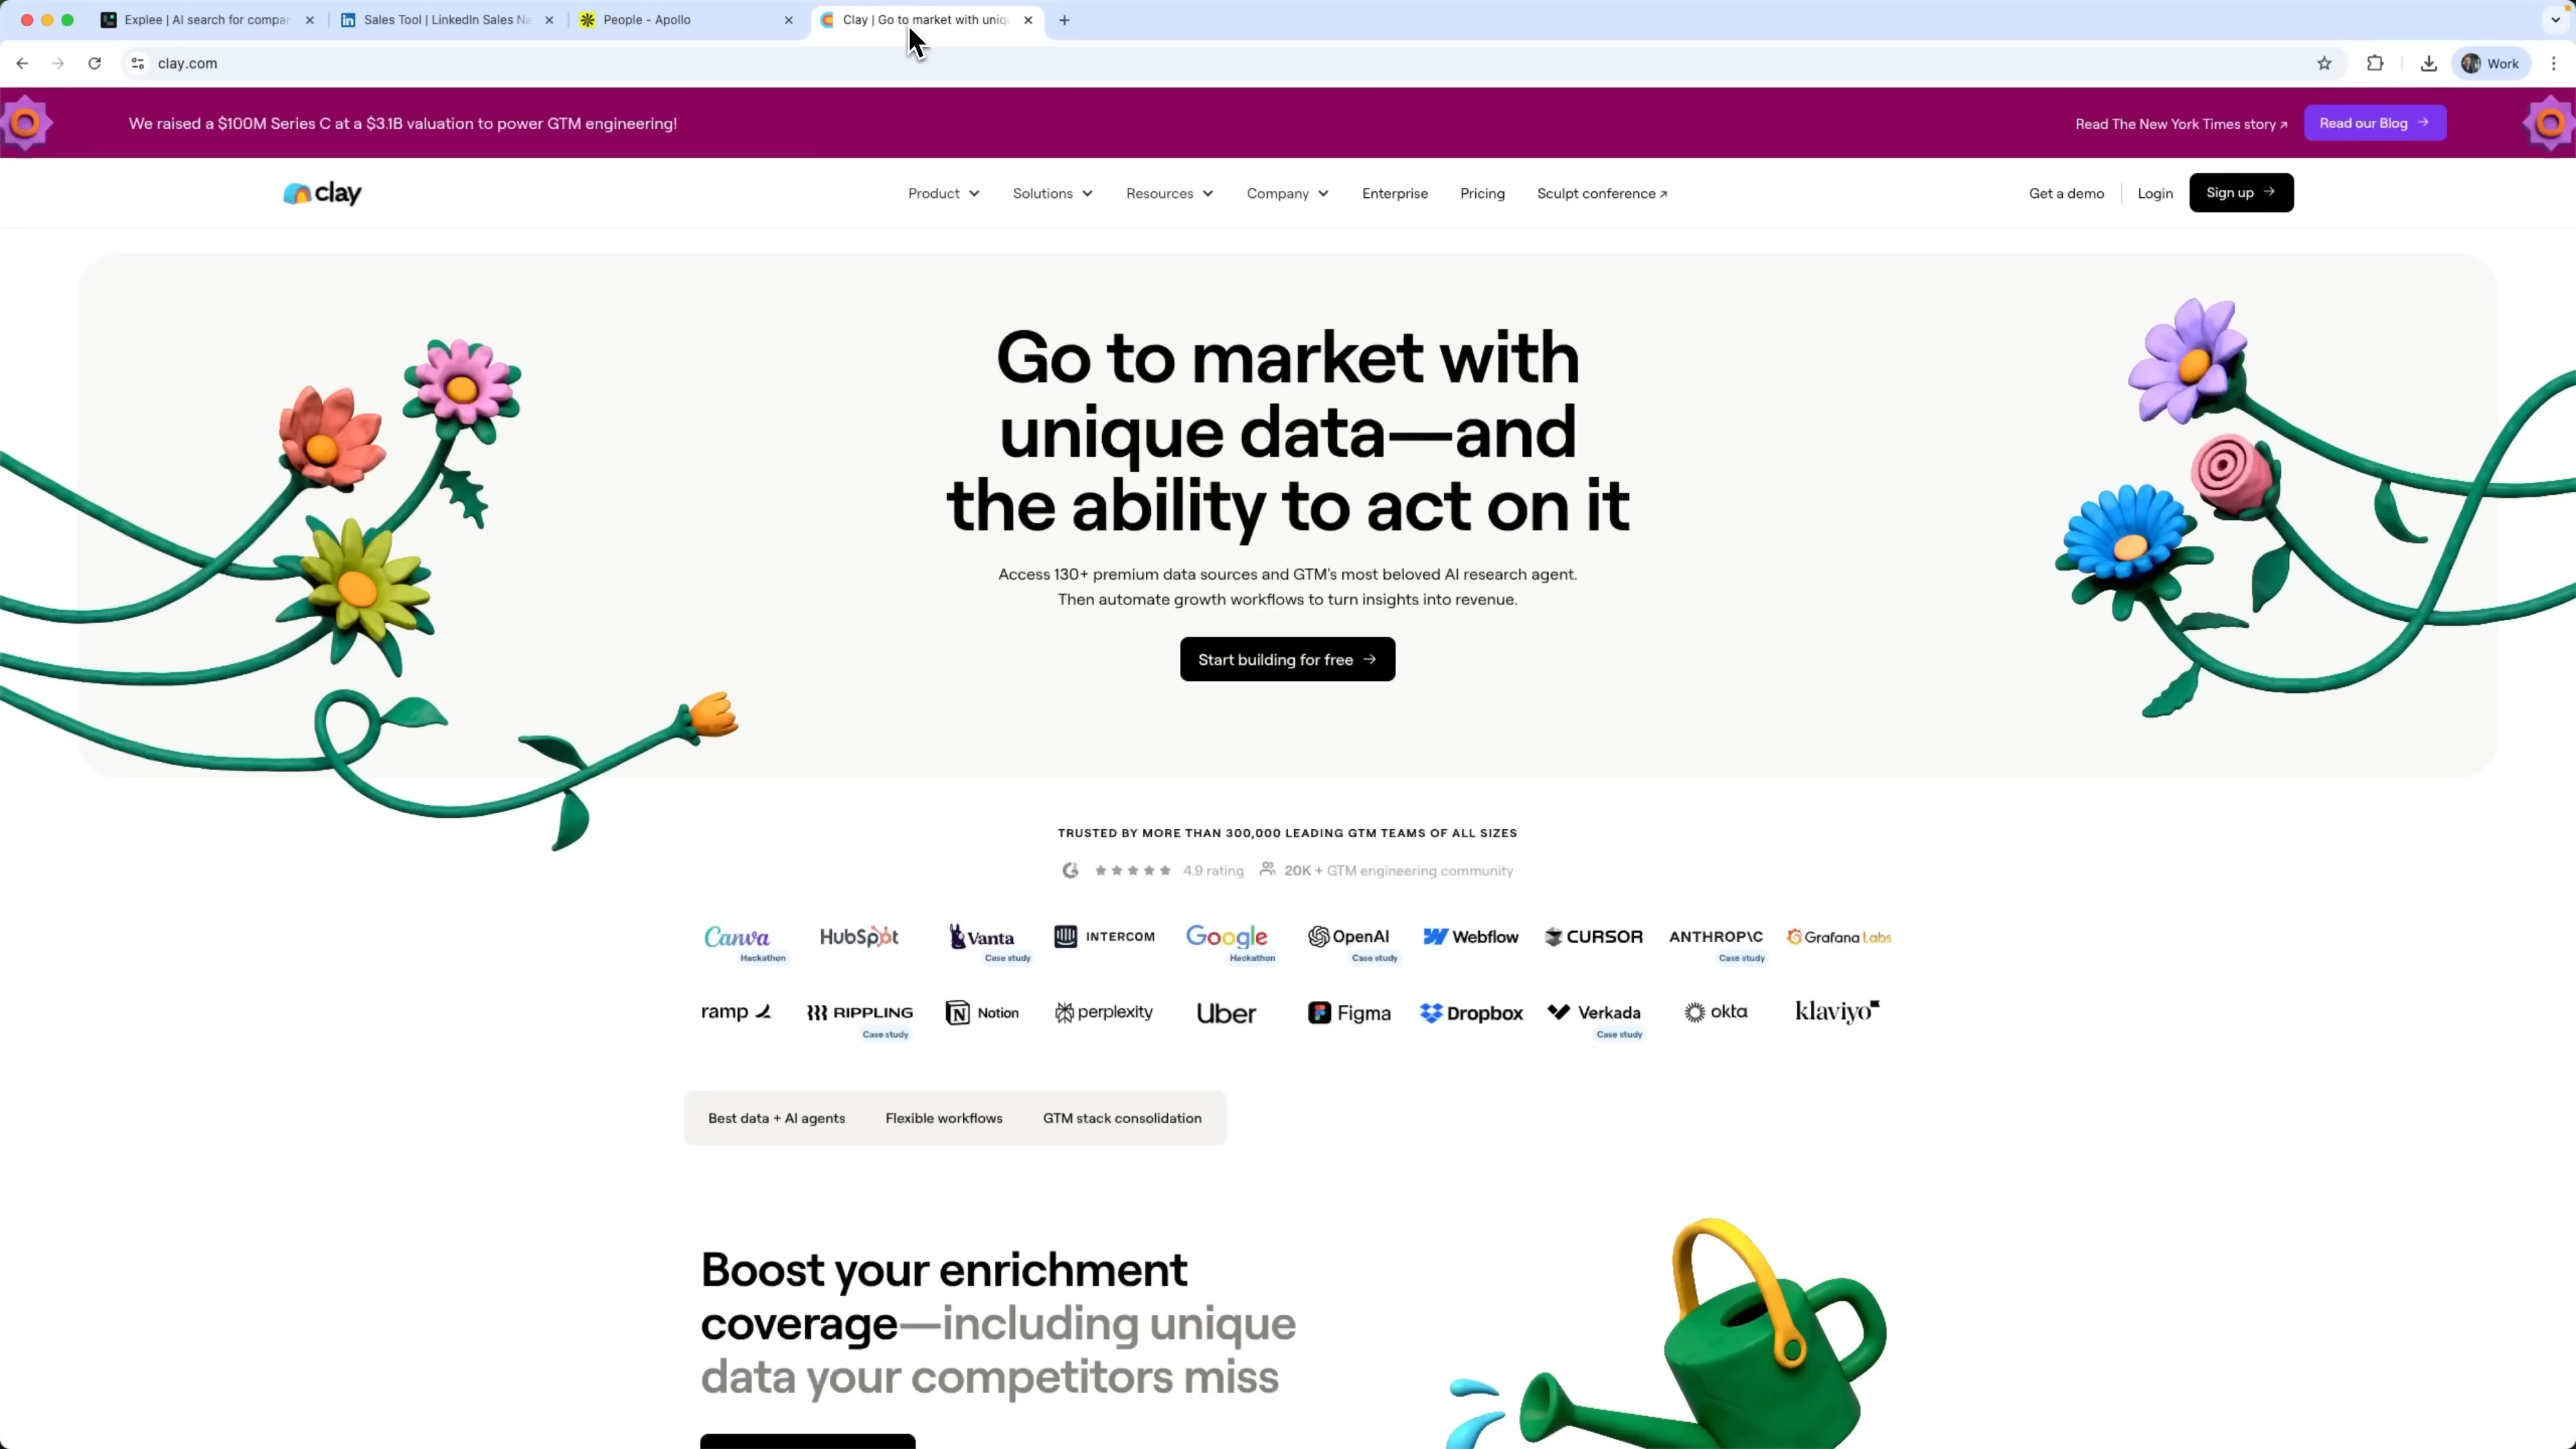 Explee | AI search for compan
Sales Tool | LinkedIn Sales Na
People - Apollo
Clay | Go to market with uniqu
clay.com
Work
We raised a $100M Series C at a $3.1B valuation to power GTM engineering!
Read The New York Times story ↗
Read our Blog →
clay
Product
Solutions
Resources
Company
Enterprise
Pricing
Sculpt conference ↗
Get a demo
Login
Sign up →
Go to market with
unique data—and
the ability to act on it
Access 130+ premium data sources and GTM's most beloved AI research agent.
Then automate growth workflows to turn insights into revenue.
Start building for free →
TRUSTED BY MORE THAN 300,000 LEADING GTM TEAMS OF ALL SIZES
4.9 rating
20K + GTM engineering community
Canva
Hackathon
HubSpot
Vanta
Case study
INTERCOM
Google
Hackathon
OpenAI
Case study
Webflow
CURSOR
ANTHROP\C
Case study
Grafana Labs
ramp
RIPPLING
Case study
Notion
perplexity
Uber
Figma
Dropbox
Verkada
Case study
okta
klaviyo
Best data + AI agents
Flexible workflows
GTM stack consolidation
Boost your enrichment
coverage—including unique
data your competitors miss